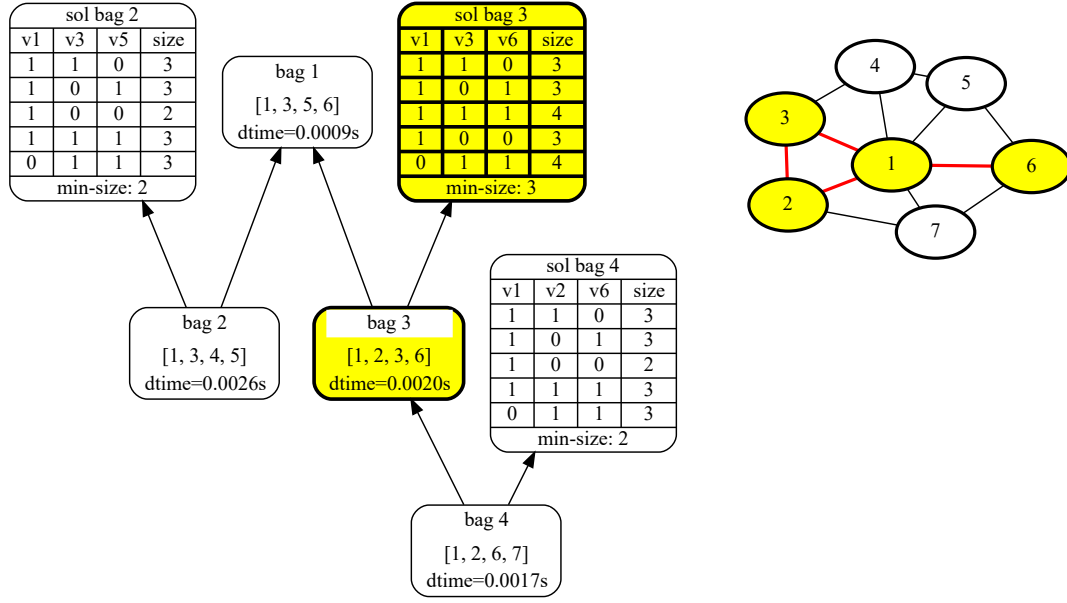 sol bag 2
v1 v3 v5 size
1 1 0 3
1 0 1 3
1 0 0 2
1 1 1 3
0 1 1 3
min-size: 2
bag 1
[1, 3, 5, 6]
dtime=0.0009s
sol bag 3
v1 v3 v6 size
1 1 0 3
1 0 1 3
1 1 1 4
1 0 0 3
0 1 1 4
min-size: 3
4
5
3
1
6
2
7
bag 2
[1, 3, 4, 5]
dtime=0.0026s
bag 3
[1, 2, 3, 6]
dtime=0.0020s
sol bag 4
v1 v2 v6 size
1 1 0 3
1 0 1 3
1 0 0 2
1 1 1 3
0 1 1 3
min-size: 2
bag 4
[1, 2, 6, 7]
dtime=0.0017s